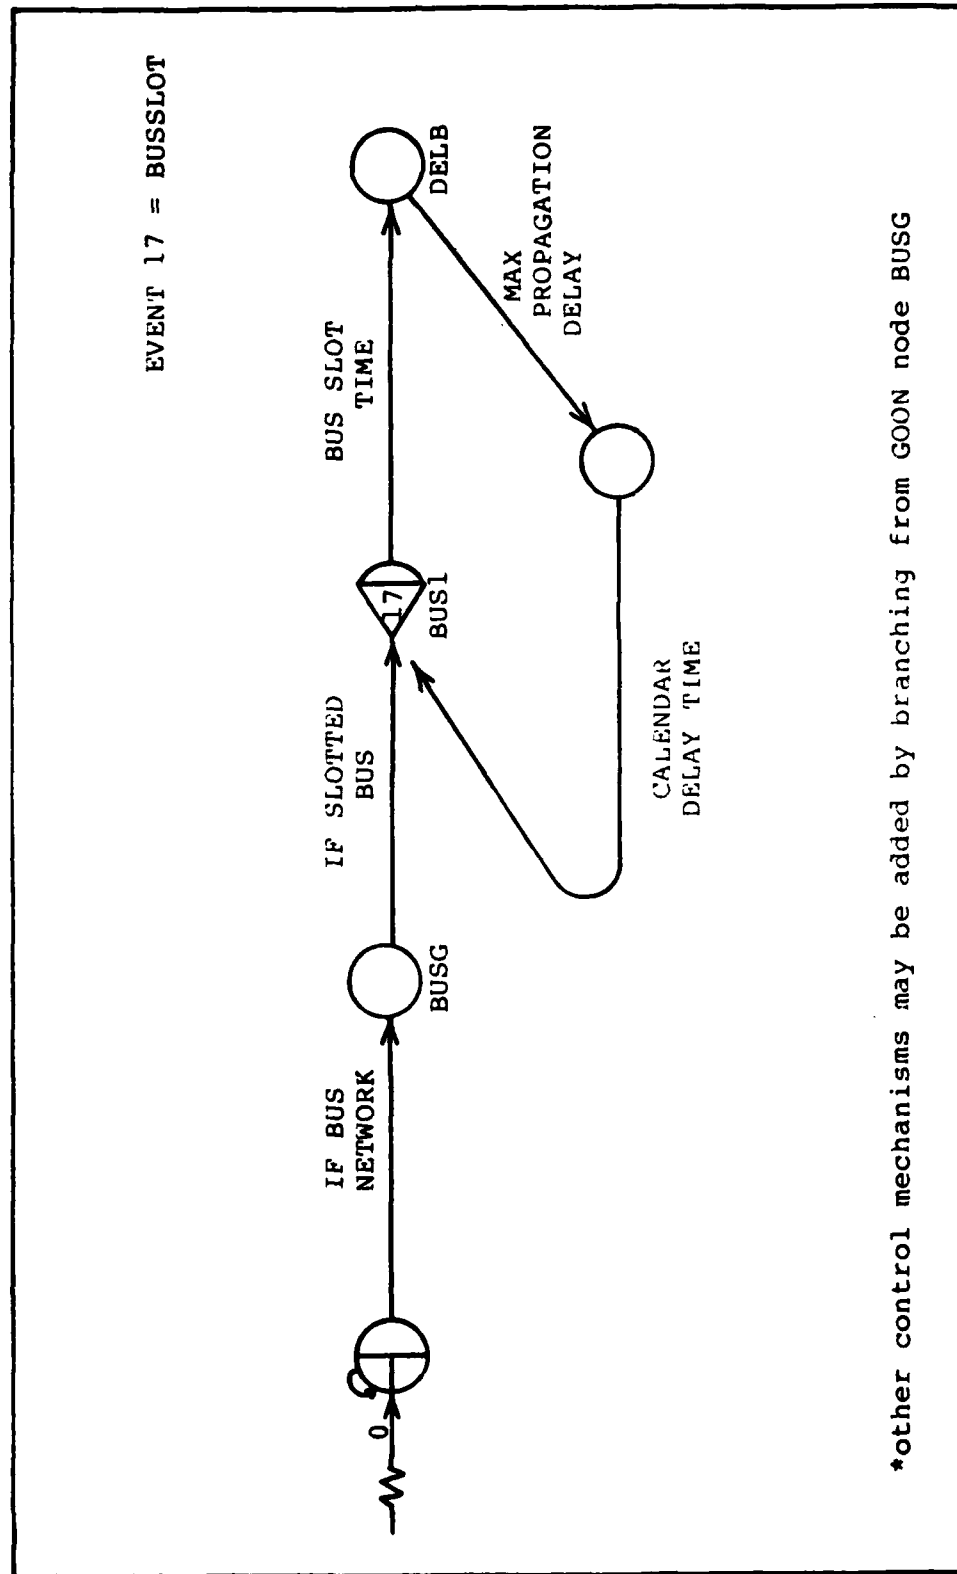 EVENT 17 = BUSSLOT
0
IF BUS
NETWORK
BUSG
IF SLOTTED
BUS
17
BUS1
BUS SLOT
TIME
DELB
MAX
PROPAGATION
DELAY
CALENDAR
DELAY TIME
*other control mechanisms may be added by branching from GOON node BUSG